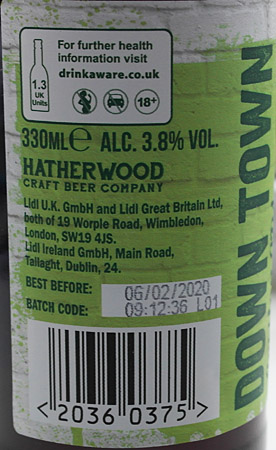 For further health
information visit
drinkaware.co.uk
1.3
UK
Units
18+
330ML℮ ALC. 3.8% VOL.
HATHERWOOD
CRAFT BEER COMPANY
Lidl U.K. GmbH and Lidl Great Britain Ltd,
both of 19 Worple Road, Wimbledon,
London, SW19 4JS.
Lidl Ireland GmbH, Main Road,
Tallaght, Dublin, 24.
BEST BEFORE: 06/02/2020
BATCH CODE: 09:12:36 L01
<2036 0375>
DOWN TOWN